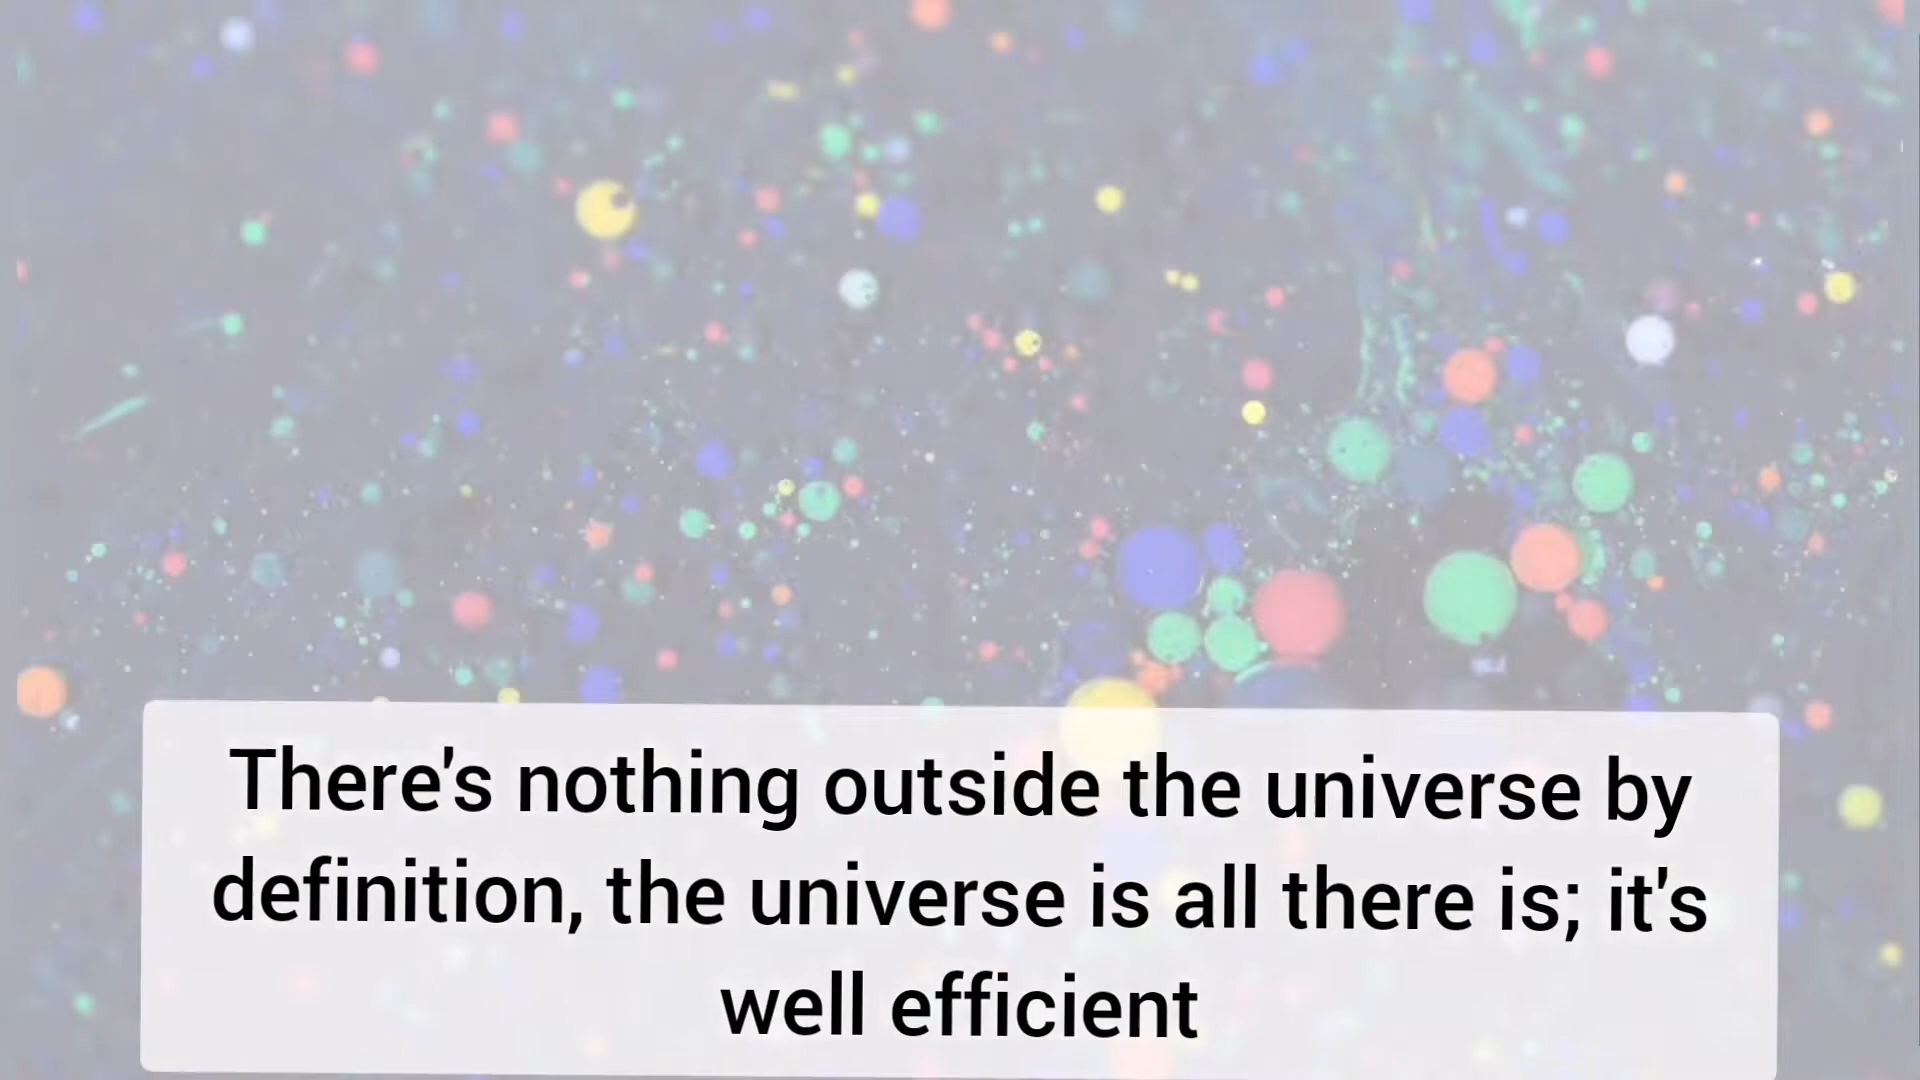 There's nothing outside the universe by
definition, the universe is all there is; it's
well efficient